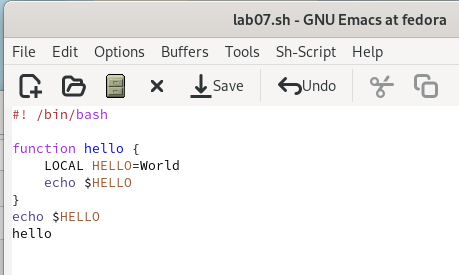 lab07.sh - GNU Emacs at fedora
File Edit Options Buffers Tools Sh-Script Help
Save Undo
#! /bin/bash
function hello {
    LOCAL HELLO=World
    echo $HELLO
}
echo $HELLO
hello